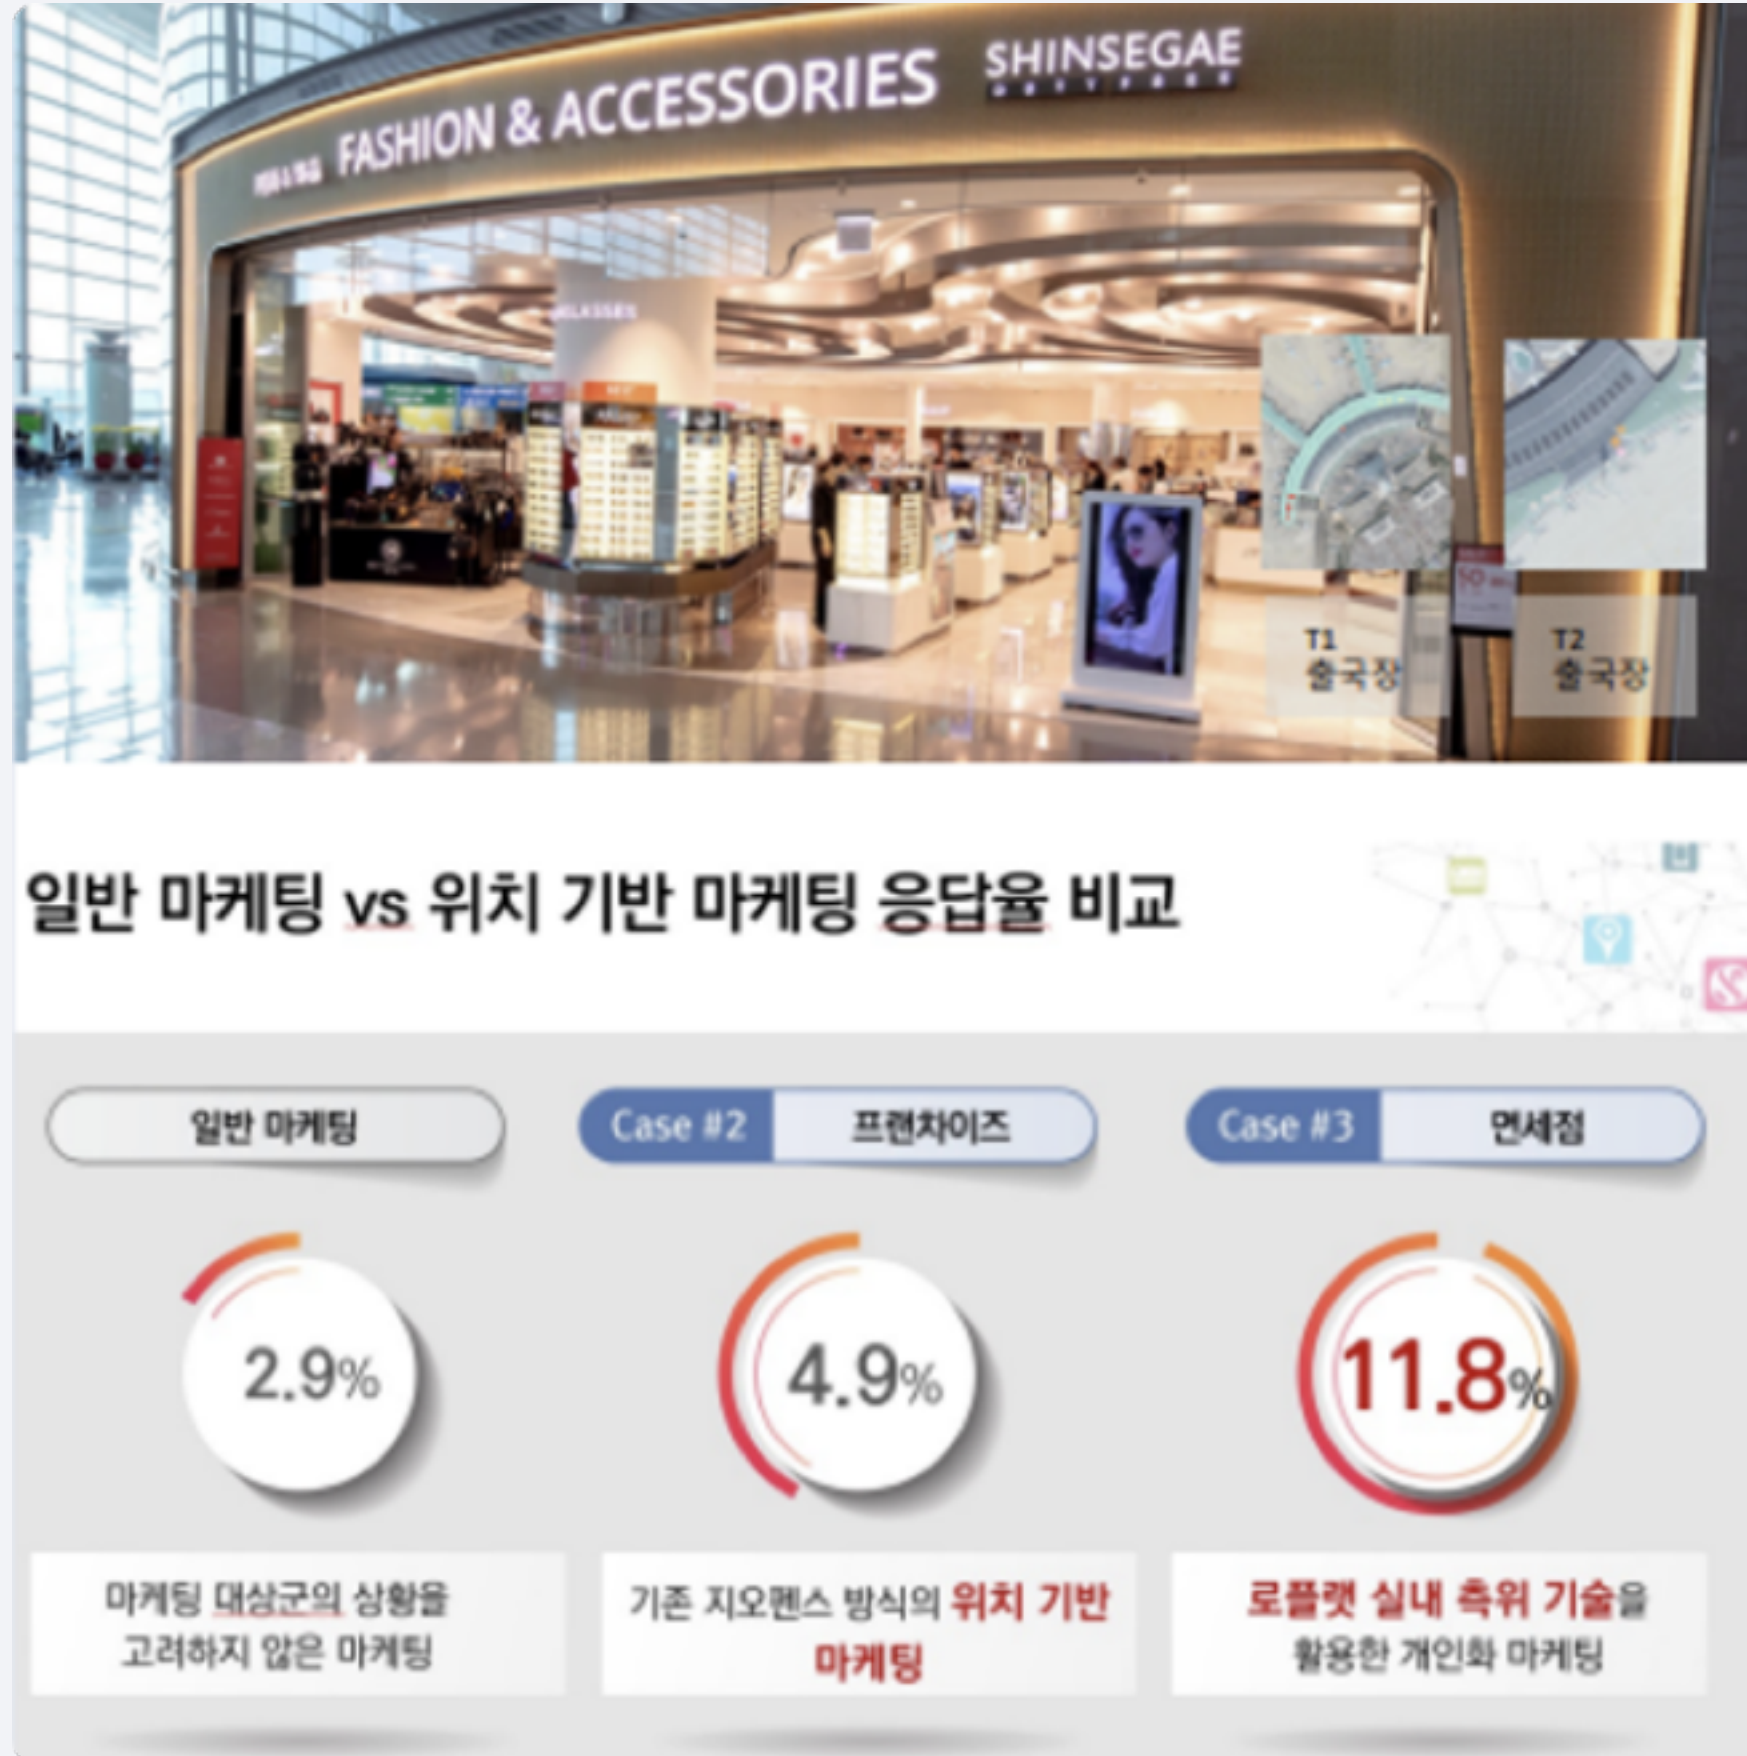 FASHION & ACCESSORIES
SHINSEGAE
T1
출국장
T2
출국장
일반 마케팅 vs 위치 기반 마케팅 응답율 비교
일반 마케팅
Case #2 프랜차이즈
Case #3 면세점
2.9%
4.9%
11.8%
마케팅 대상군의 상황을
고려하지 않은 마케팅
기존 지오펜스 방식의 위치 기반
마케팅
로플랫 실내 측위 기술을
활용한 개인화 마케팅